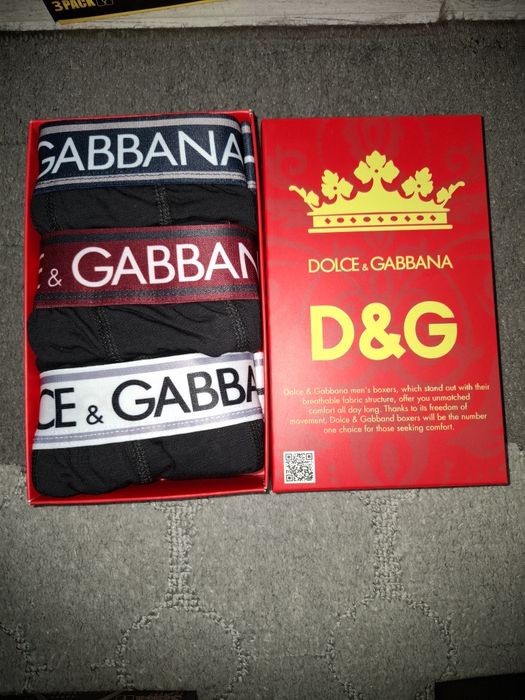 3PACK
GABBANA
E & GABBAN
CE & GABBA
DOLCE & GABBANA
D&G
Dolce & Gabbana men's boxers, which stand out with their
breathable fabric structure, offer you unmatched
comfort all day long. Thanks to its freedom of
movement, Dolce & Gabband boxers will be the number
one choice for those seeking comfort.